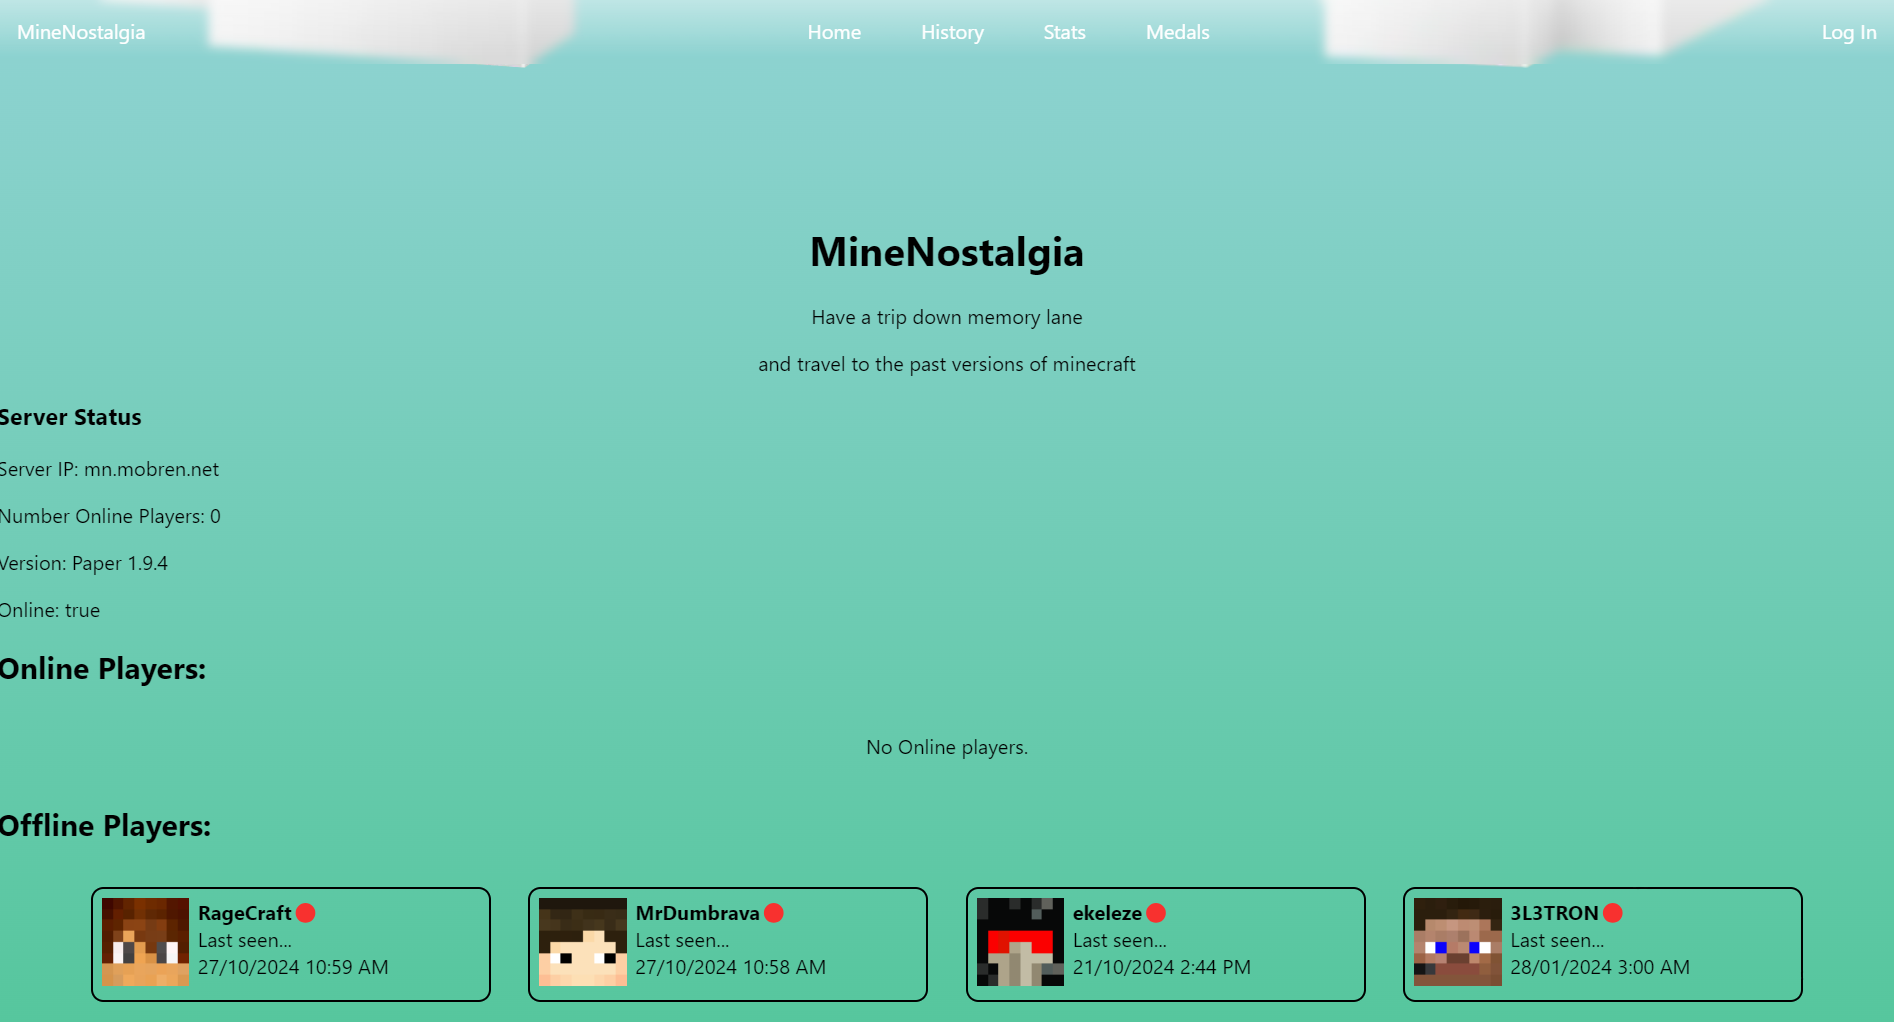 MineNostalgia
Home
History
Stats
Medals
Log In
MineNostalgia
Have a trip down memory lane
and travel to the past versions of minecraft
Server Status
Server IP: mn.mobren.net
Number Online Players: 0
Version: Paper 1.9.4
Online: true
Online Players:
No Online players.
Offline Players:
RageCraft
Last seen...
27/10/2024 10:59 AM
MrDumbrava
Last seen...
27/10/2024 10:58 AM
ekeleze
Last seen...
21/10/2024 2:44 PM
3L3TRON
Last seen...
28/01/2024 3:00 AM